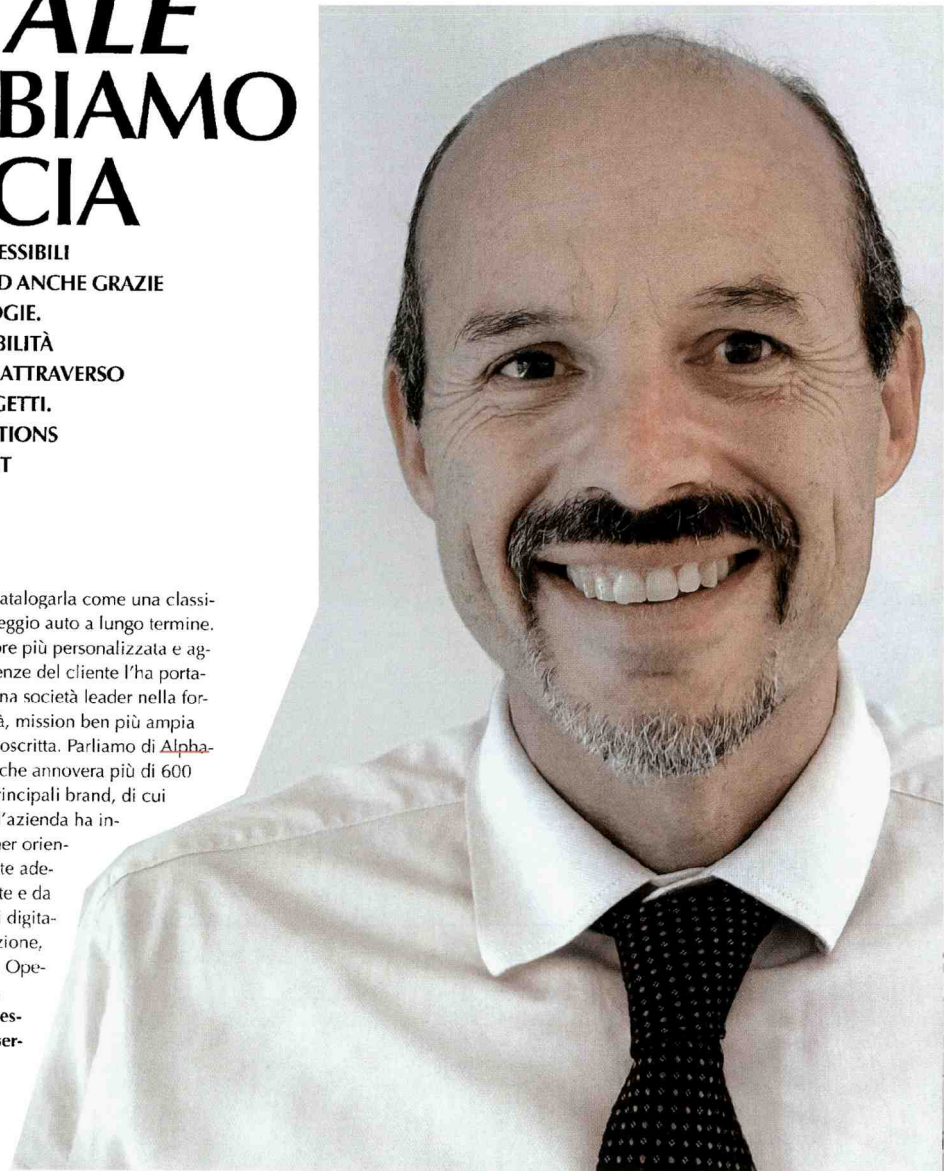 ALE
BIAMO
CIA
ESSIBILI
D ANCHE GRAZIE
OGIE.
BILITÀ
ATTRAVERSO
GETTI.
TIONS
T
atalogarla come una classi-
eggio auto a lungo termine.
ore più personalizzata e ag-
enze del cliente l'ha porta-
na società leader nella for-
à, mission ben più ampia
oscritta. Parliamo di Alpha-
che annovera più di 600
rincipali brand, di cui
l'azienda ha in-
er orien-
te ade-
te e da
i digita-
zione,
Ope-
es-
ser-